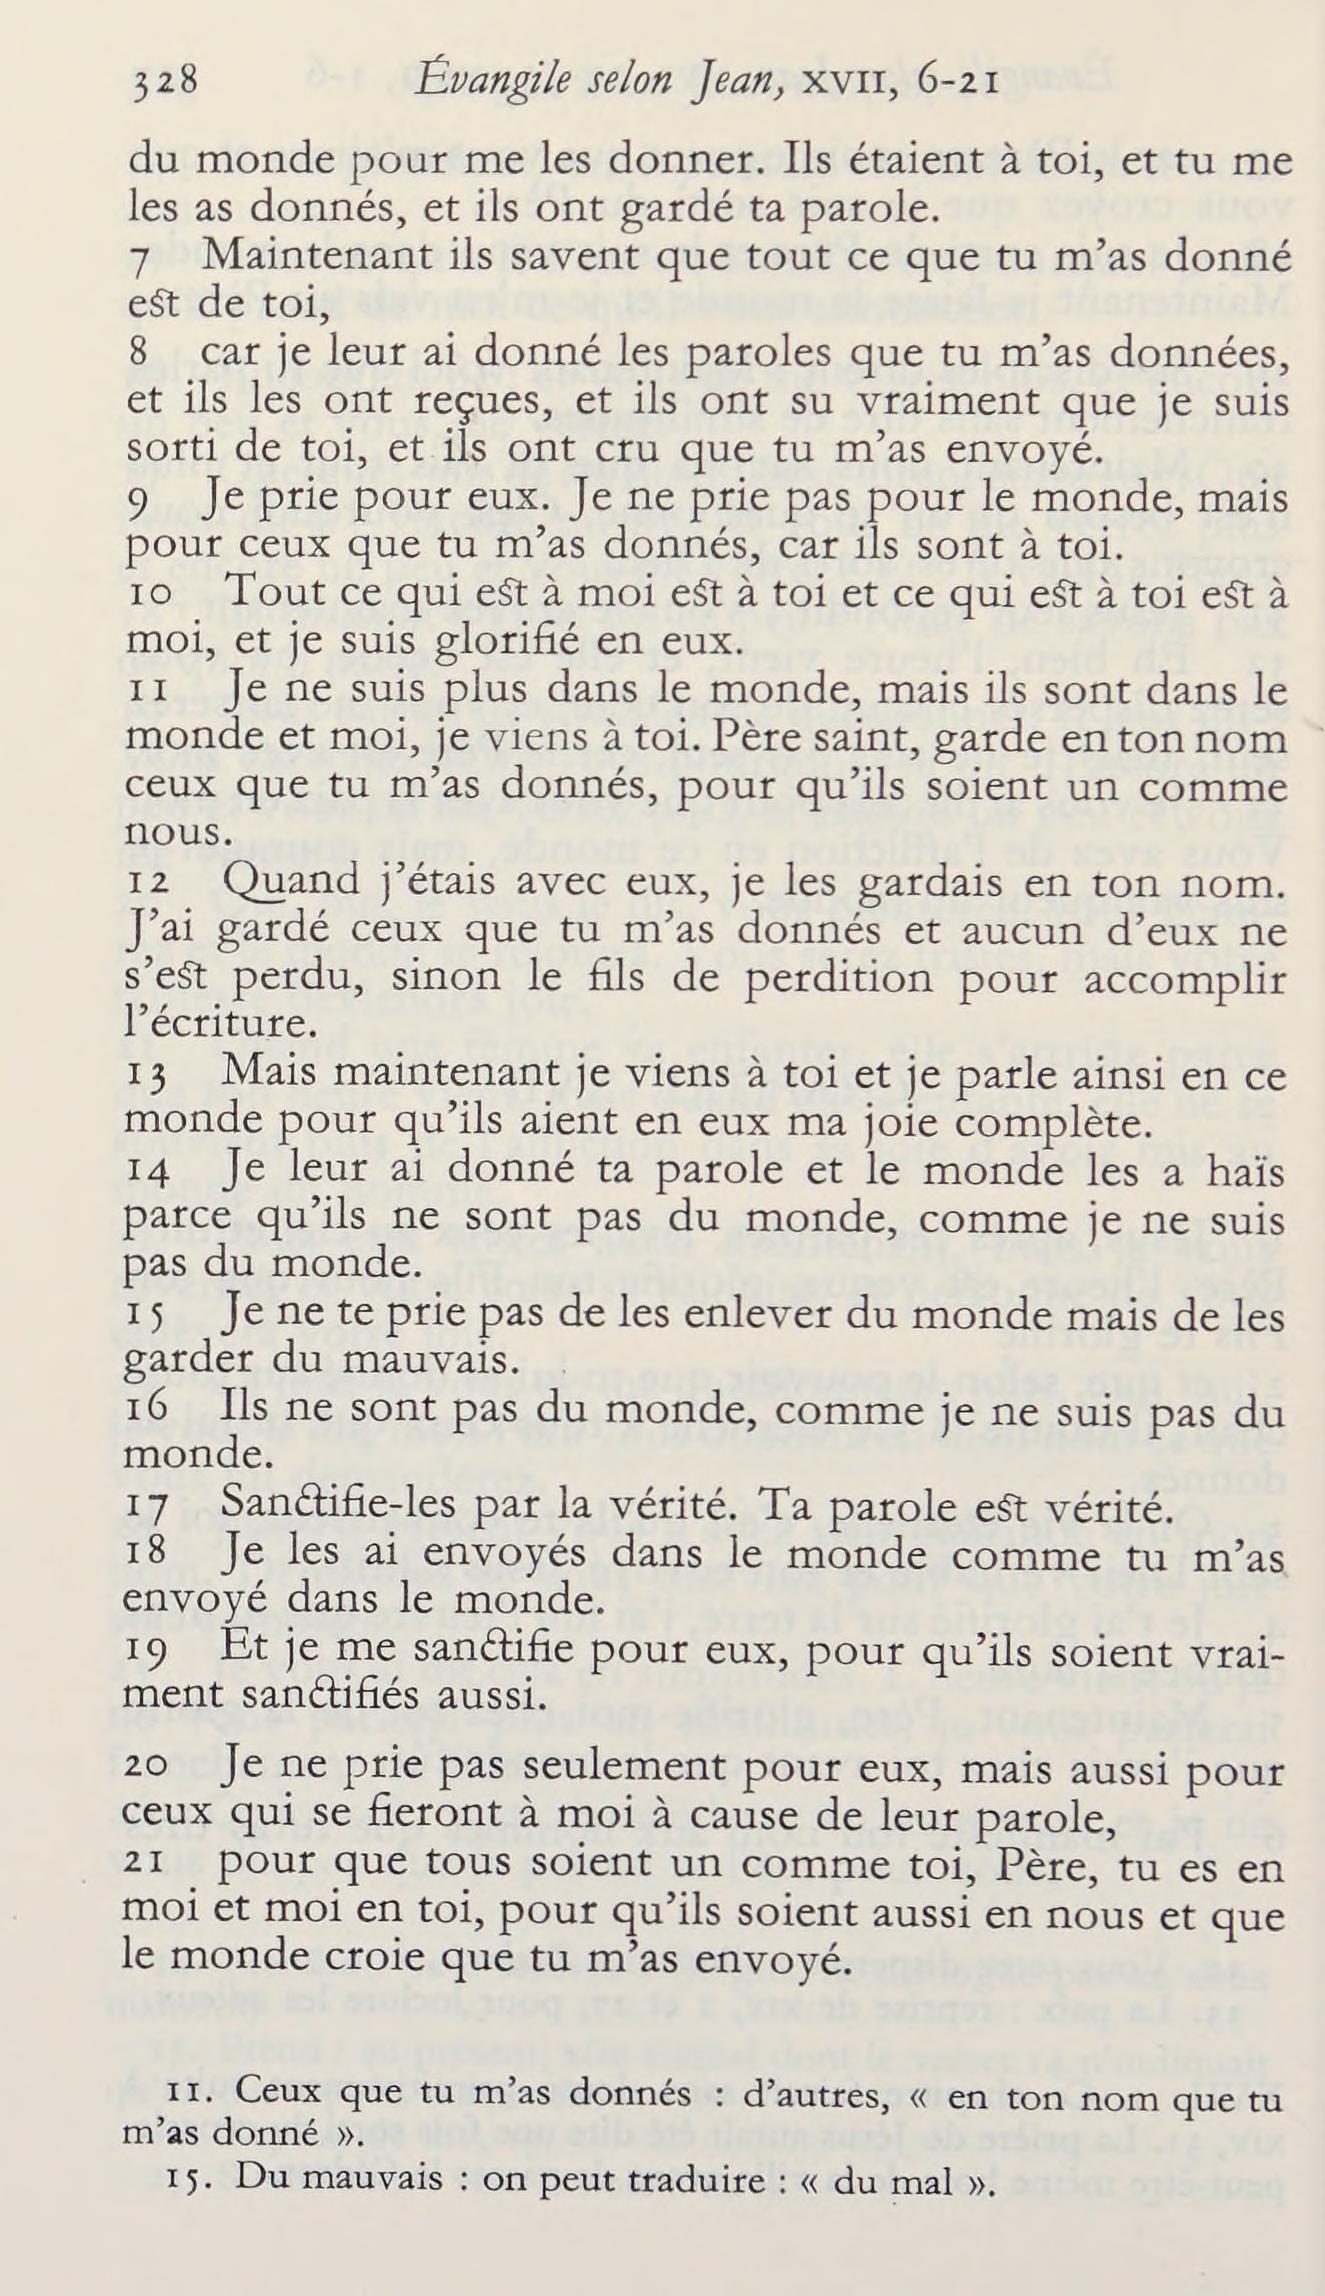 328 Évangile selon Jean, XVII, 6-21
du monde pour me les donner. Ils étaient à toi, et tu me
les as donnés, et ils ont gardé ta parole.
7 Maintenant ils savent que tout ce que tu m’as donné
est de toi,
8 car je leur ai donné les paroles que tu m’as données,
et ils les ont reçues, et ils ont su vraiment que je suis
sorti de toi, et ils ont cru que tu m’as envoyé.
9 Je prie pour eux. Je ne prie pas pour le monde, mais
pour ceux que tu m’as donnés, car ils sont à toi.
10 Tout ce qui est à moi est à toi et ce qui est à toi est à
moi, et je suis glorifié en eux.
11 Je ne suis plus dans le monde, mais ils sont dans le
monde et moi, je viens à toi. Père saint, garde en ton nom
ceux que tu m’as donnés, pour qu’ils soient un comme
nous.
12 Quand j’étais avec eux, je les gardais en ton nom.
J’ai gardé ceux que tu m’as donnés et aucun d’eux ne
s’est perdu, sinon le fils de perdition pour accomplir
l’écriture.
13 Mais maintenant je viens à toi et je parle ainsi en ce
monde pour qu’ils aient en eux ma joie complète.
14 Je leur ai donné ta parole et le monde les a haïs
parce qu’ils ne sont pas du monde, comme je ne suis
pas du monde.
15 Je ne te prie pas de les enlever du monde mais de les
garder du mauvais.
16 Ils ne sont pas du monde, comme je ne suis pas du
monde.
17 Sanctifie-les par la vérité. Ta parole est vérité.
18 Je les ai envoyés dans le monde comme tu m’as
envoyé dans le monde.
19 Et je me sanctifie pour eux, pour qu’ils soient vrai-
ment sanctifiés aussi.
20 Je ne prie pas seulement pour eux, mais aussi pour
ceux qui se fieront à moi à cause de leur parole,
21 pour que tous soient un comme toi, Père, tu es en
moi et moi en toi, pour qu’ils soient aussi en nous et que
le monde croie que tu m’as envoyé.
11. Ceux que tu m’as donnés : d’autres, « en ton nom que tu
m’as donné ».
15. Du mauvais : on peut traduire : « du mal ».